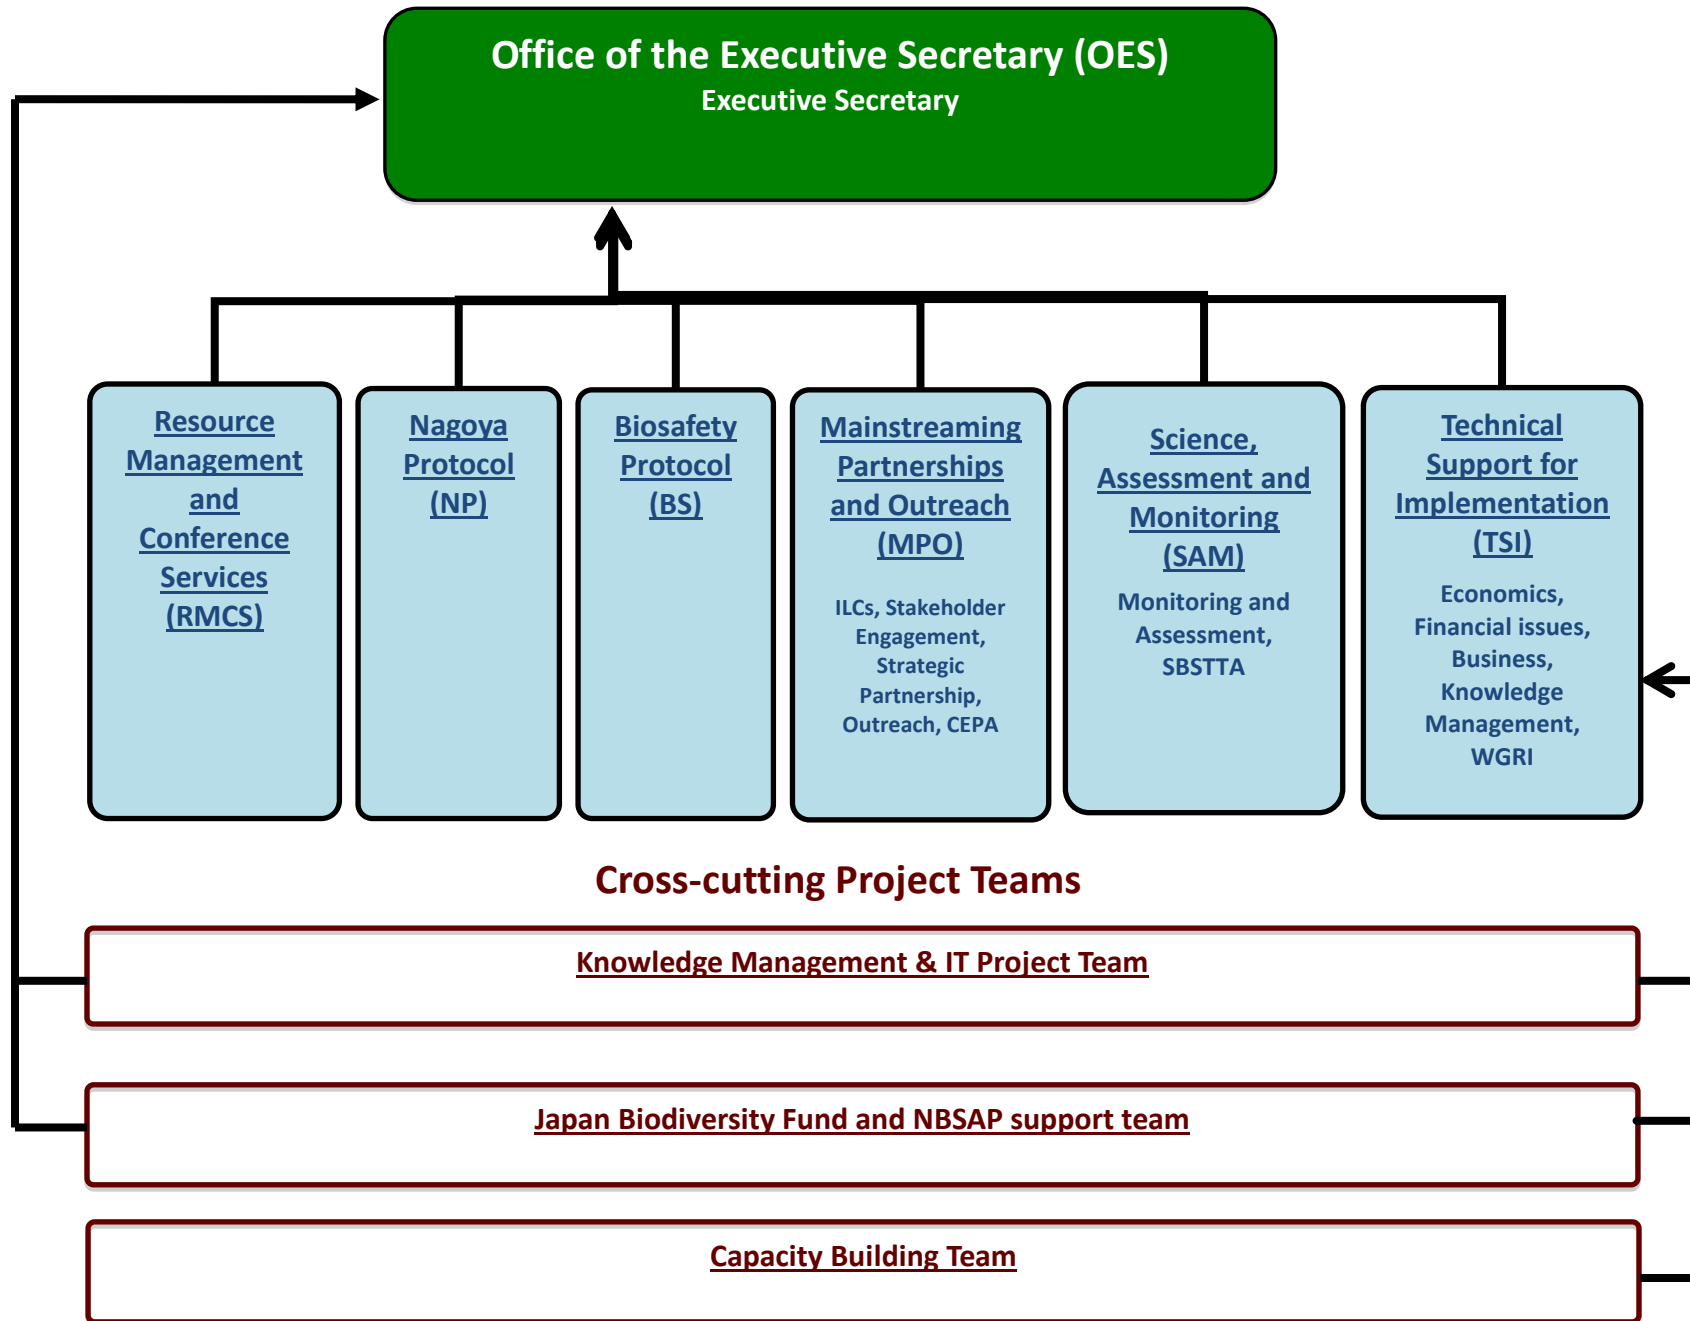 Office of the Executive Secretary (OES)
Executive Secretary
Resource
Management
and
Conference
Services
(RMCS)
Nagoya
Protocol
(NP)
Biosafety
Protocol
(BS)
Mainstreaming
Partnerships
and Outreach
(MPO)
ILCs, Stakeholder
Engagement,
Strategic
Partnership,
Outreach, CEPA
Science,
Assessment and
Monitoring
(SAM)
Monitoring and
Assessment,
SBSTTA
Technical
Support for
Implementation
(TSI)
Economics,
Financial issues,
Business,
Knowledge
Management,
WGRI
Cross-cutting Project Teams
Knowledge Management & IT Project Team
Japan Biodiversity Fund and NBSAP support team
Capacity Building Team